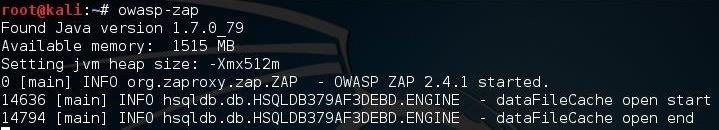 root@kali:~# owasp-zap
Found Java version 1.7.0_79
Available memory: 1515 MB
Setting jvm heap size: -Xmx512m
0 [main] INFO org.zaproxy.zap.ZAP  - OWASP ZAP 2.4.1 started.
14636 [main] INFO hsqldb.db.HSQLDB379AF3DEBD.ENGINE  - dataFileCache open start
14794 [main] INFO hsqldb.db.HSQLDB379AF3DEBD.ENGINE  - dataFileCache open end